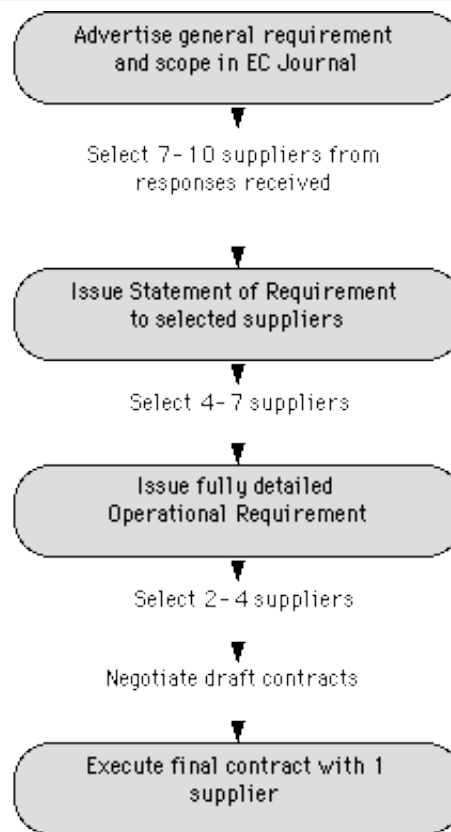 Advertise general requirement
and scope in EC Journal
Select 7-10 suppliers from
responses received
Issue Statement of Requirement
to selected suppliers
Select 4-7 suppliers
Issue fully detailed
Operational Requirement
Select 2-4 suppliers
Negotiate draft contracts
Execute final contract with 1
supplier